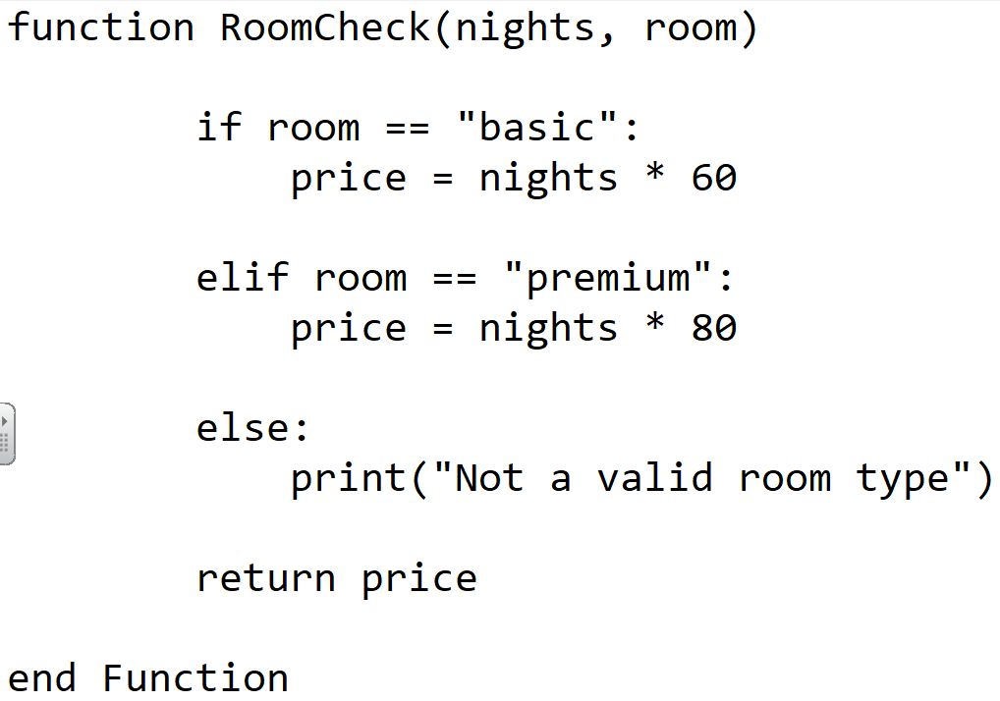 function RoomCheck(nights, room)
if room == "basic":
price = nights * 60
elif room == "premium":
price = nights * 80
else:
print("Not a valid room type")
return price
end Function